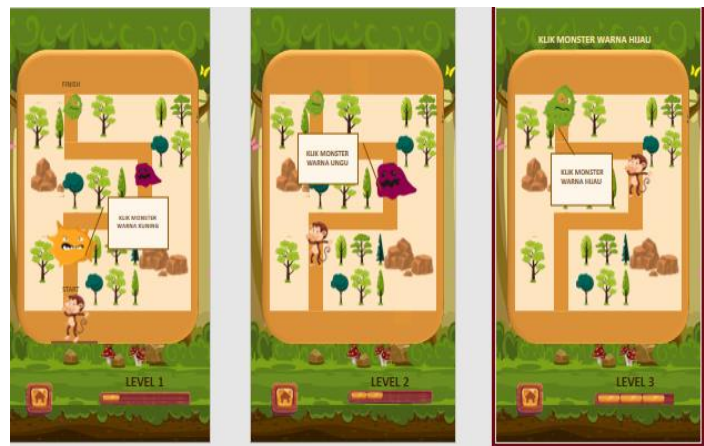 FINISH
KLIK MONSTER
WARNA KUNING
START
LEVEL 1
KLIK MONSTER
WARNA UNGU
LEVEL 2
KLIK MONSTER WARNA HIJAU
KLIK MONSTER
WARNA HIJAU
LEVEL 3